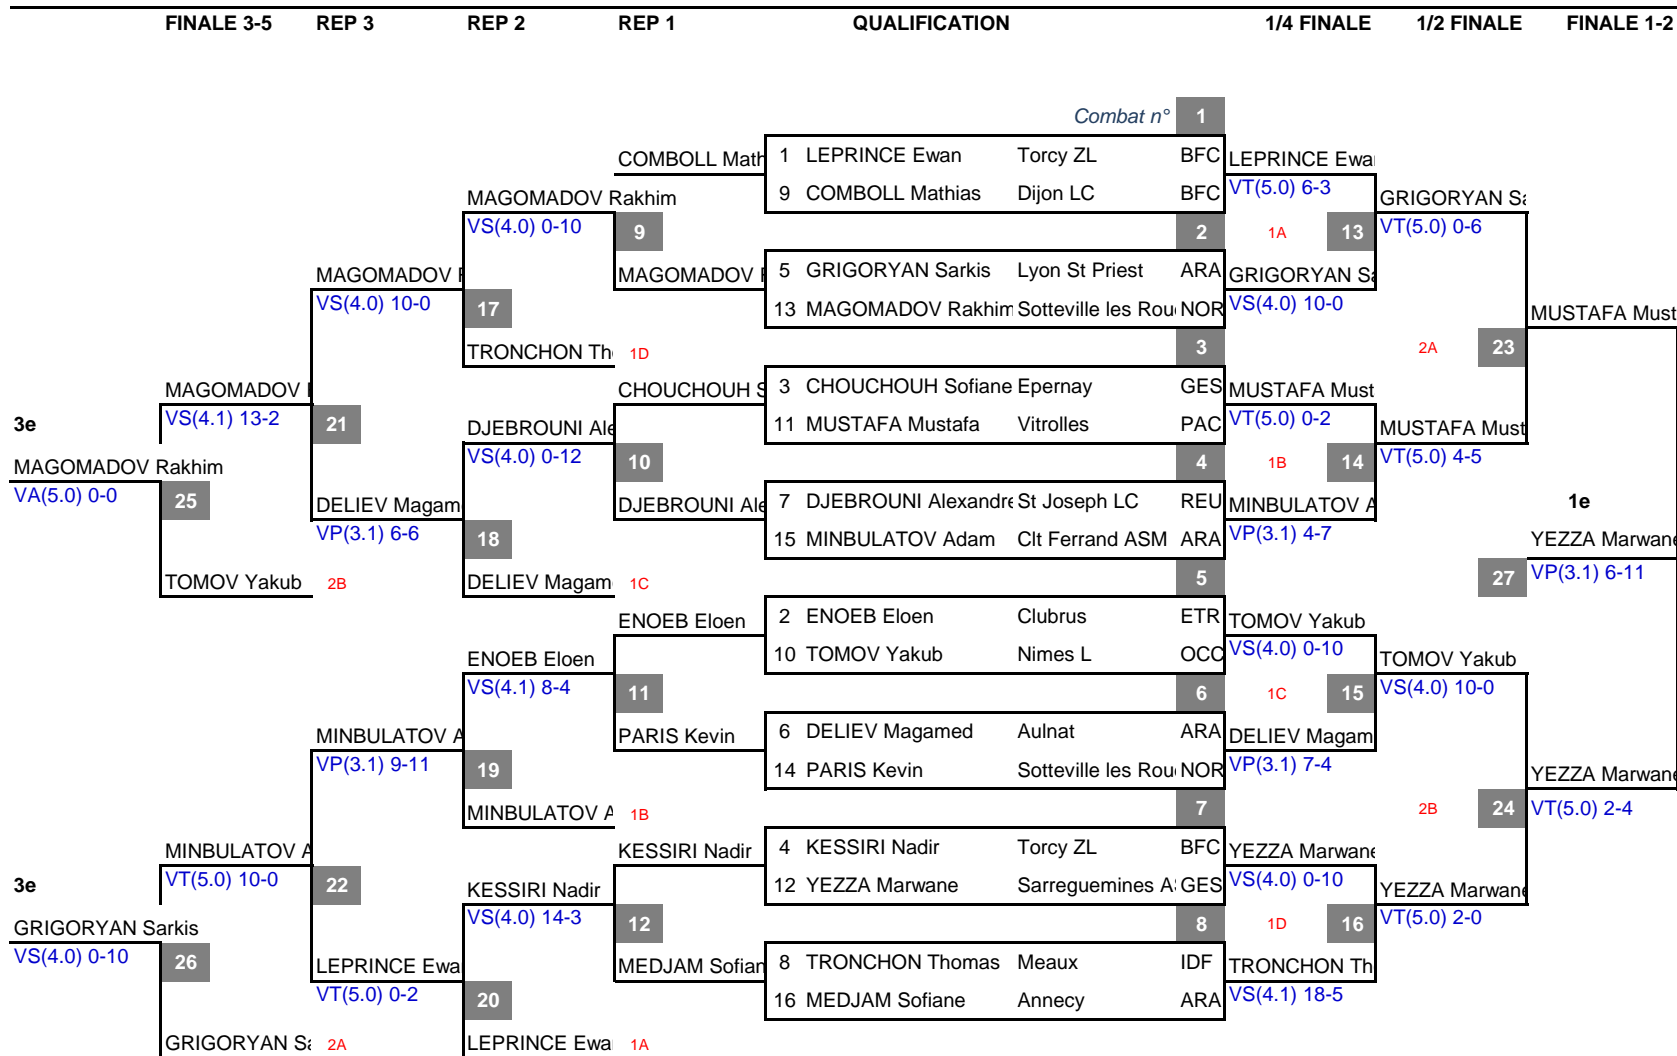 FINALE 3-5 REP 3 REP 2 REP 1 QUALIFICATION 1/4 FINALE 1/2 FINALE FINALE 1-2
Combat n° 1
COMBOLL Math 1 LEPRINCE Ewan Torcy ZL BFC LEPRINCE Ewa
MAGOMADOV Rakhim 9 COMBOLL Mathias Dijon LC BFC VT(5.0) 6-3 GRIGORYAN Sa
VS(4.0) 0-10 9 2 1A 13 VT(5.0) 0-6
MAGOMADOV MAGOMADOV 5 GRIGORYAN Sarkis Lyon St Priest ARA GRIGORYAN Sa
VS(4.0) 10-0 17 13 MAGOMADOV Rakhim Sotteville les Rou NOR VS(4.0) 10-0 MUSTAFA Must
TRONCHON Th 1D 3 2A 23
MAGOMADOV CHOUCHOUH S 3 CHOUCHOUH Sofiane Epernay GES MUSTAFA Must
3e VS(4.1) 13-2 21 DJEBROUNI Ale 11 MUSTAFA Mustafa Vitrolles PAC VT(5.0) 0-2 MUSTAFA Must
MAGOMADOV Rakhim VS(4.0) 0-12 10 4 1B 14 VT(5.0) 4-5
VA(5.0) 0-0 25 DELIEV Magam DJEBROUNI Ale 7 DJEBROUNI Alexandre St Joseph LC REU MINBULATOV A 1e
VP(3.1) 6-6 18 15 MINBULATOV Adam Clt Ferrand ASM ARA VP(3.1) 4-7 YEZZA Marwane
TOMOV Yakub 2B DELIEV Magam 1C 5 27 VP(3.1) 6-11
ENOEB Eloen 2 ENOEB Eloen Clubrus ETR TOMOV Yakub
ENOEB Eloen 10 TOMOV Yakub Nimes L OCC VS(4.0) 0-10 TOMOV Yakub
VS(4.1) 8-4 11 6 1C 15 VS(4.0) 10-0
MINBULATOV A PARIS Kevin 6 DELIEV Magamed Aulnat ARA DELIEV Magam
VP(3.1) 9-11 19 14 PARIS Kevin Sotteville les Rou NOR VP(3.1) 7-4 YEZZA Marwane
MINBULATOV A 1B 7 2B 24 VT(5.0) 2-4
MINBULATOV A KESSIRI Nadir 4 KESSIRI Nadir Torcy ZL BFC YEZZA Marwane
3e VT(5.0) 10-0 22 KESSIRI Nadir 12 YEZZA Marwane Sarreguemines A GES VS(4.0) 0-10 YEZZA Marwane
GRIGORYAN Sarkis VS(4.0) 14-3 12 8 1D 16 VT(5.0) 2-0
VS(4.0) 0-10 26 LEPRINCE Ewa MEDJAM Sofian 8 TRONCHON Thomas Meaux IDF TRONCHON Th
VT(5.0) 0-2 20 16 MEDJAM Sofiane Annecy ARA VS(4.1) 18-5
GRIGORYAN Sa 2A LEPRINCE Ewa 1A